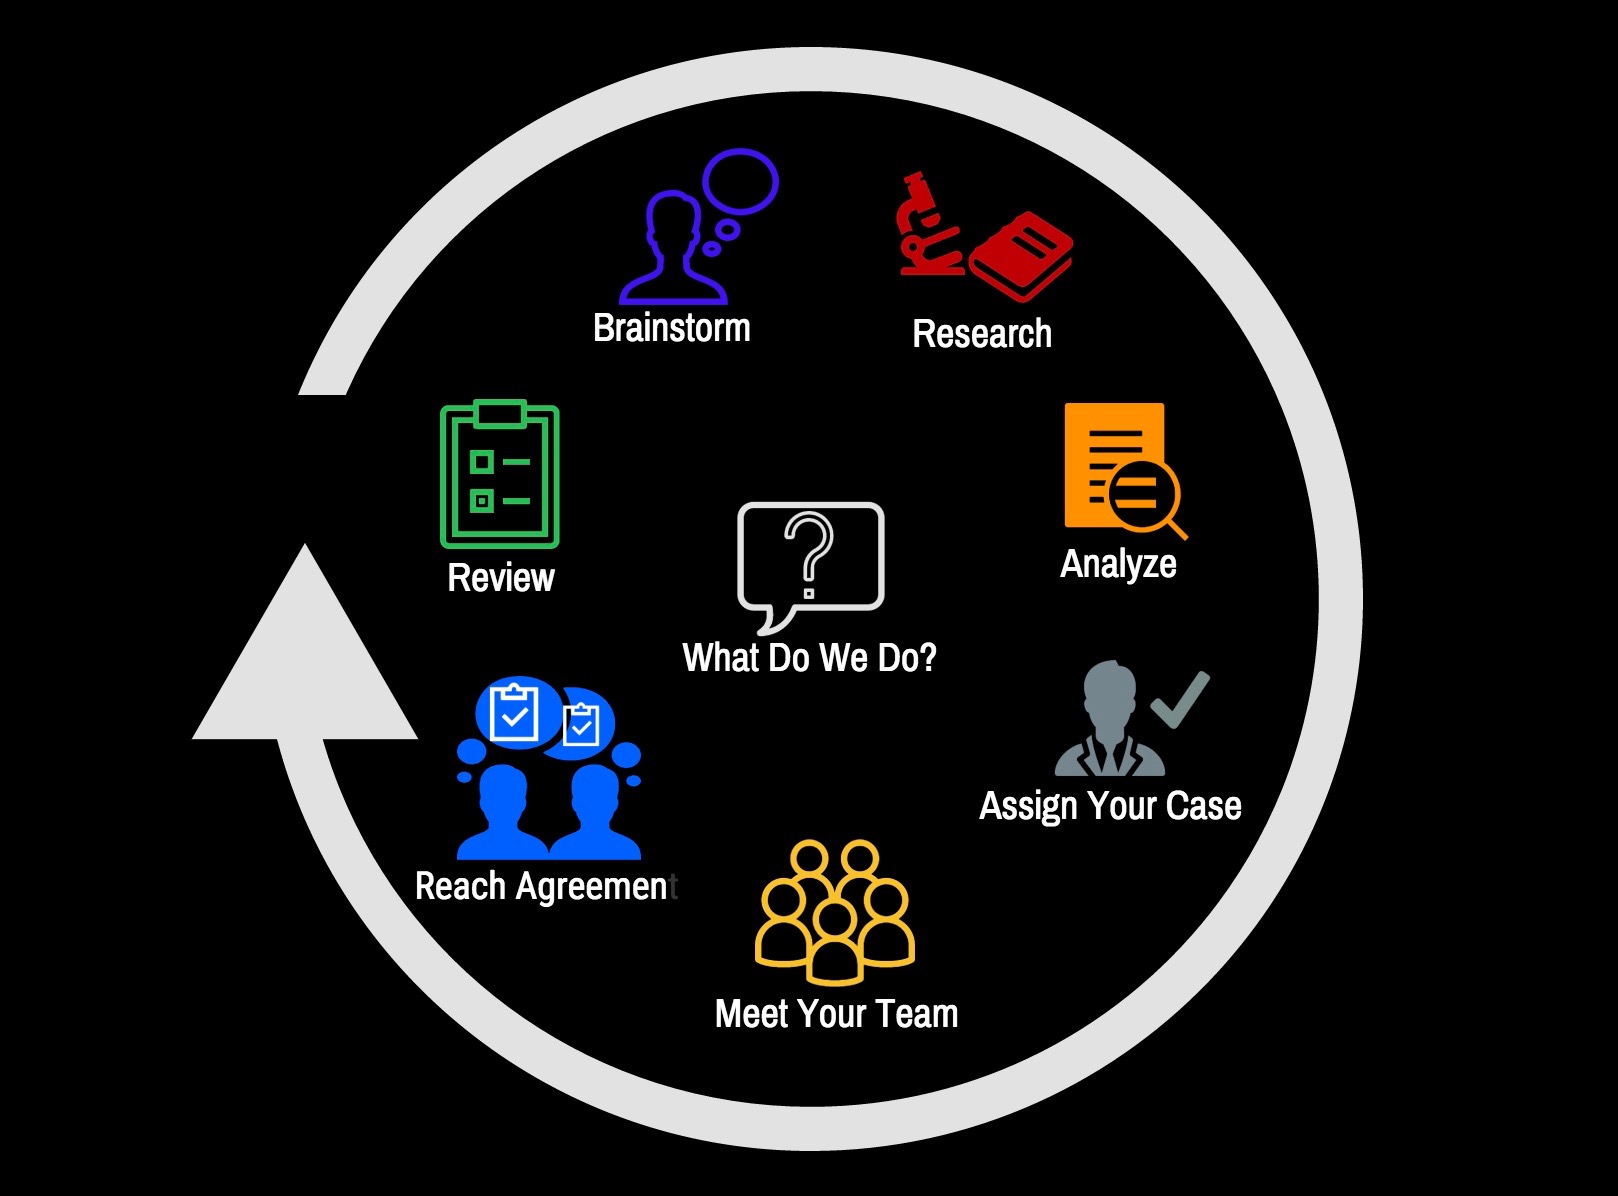 Brainstorm
Research
Analyze
Assign Your Case
Meet Your Team
Reach Agreement
Review
?
What Do We Do?